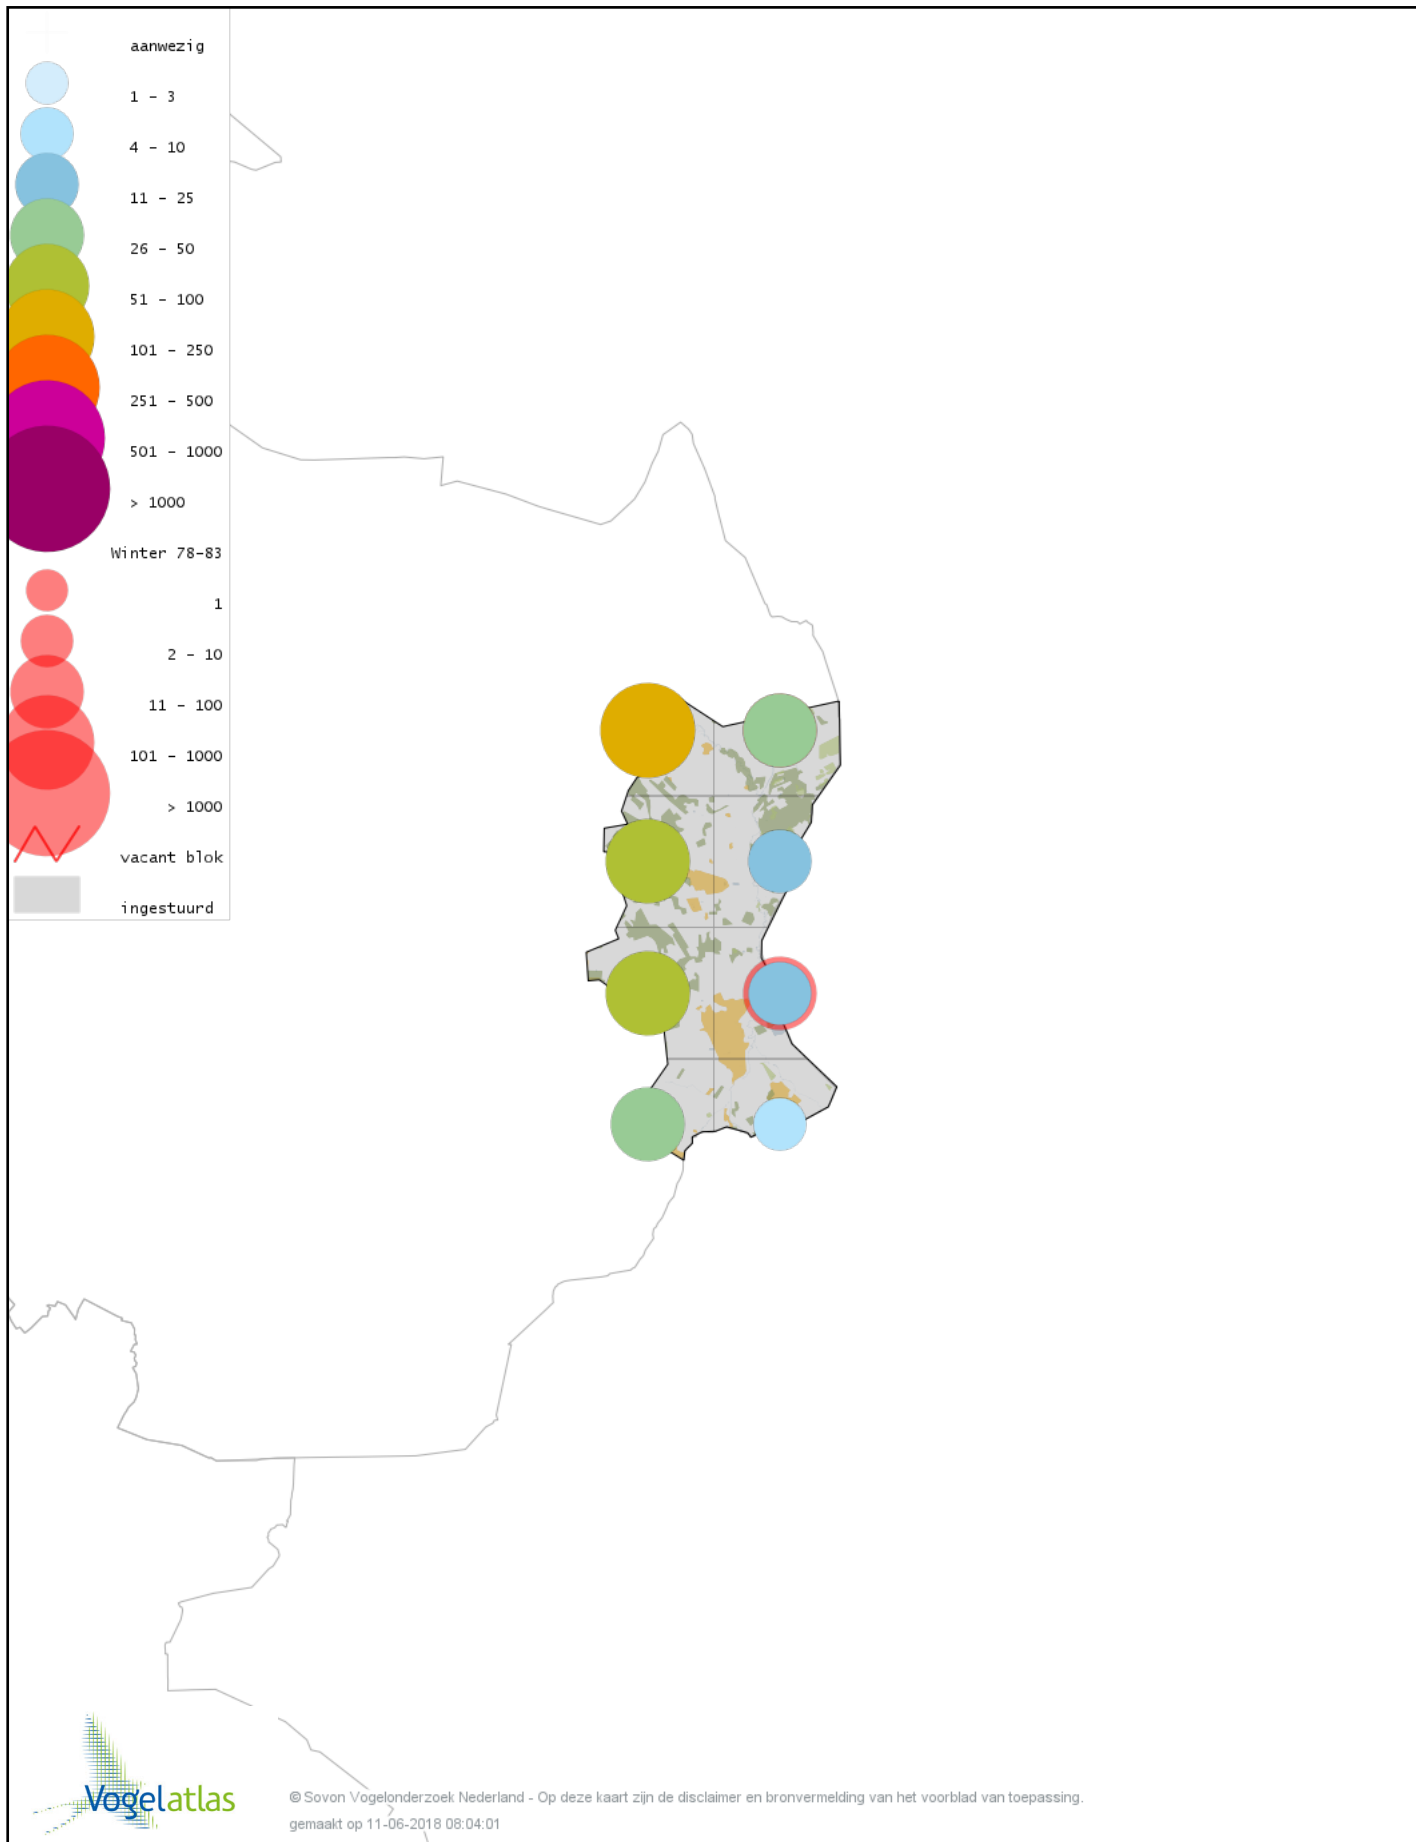 aanwezig
1 - 3
4 - 10
11 - 25
26 - 50
51 - 100
101 - 250
251 - 500
501 - 1000
> 1000
Winter 78-83
1
2 - 10
11 - 100
101 - 1000
> 1000
vacant blok
ingestuurd
Vogelatlas
© Sovon Vogelonderzoek Nederland - Op deze kaart zijn de disclaimer en bronvermelding van het voorblad van toepassing.
gemaakt op 11-06-2018 08:04:01